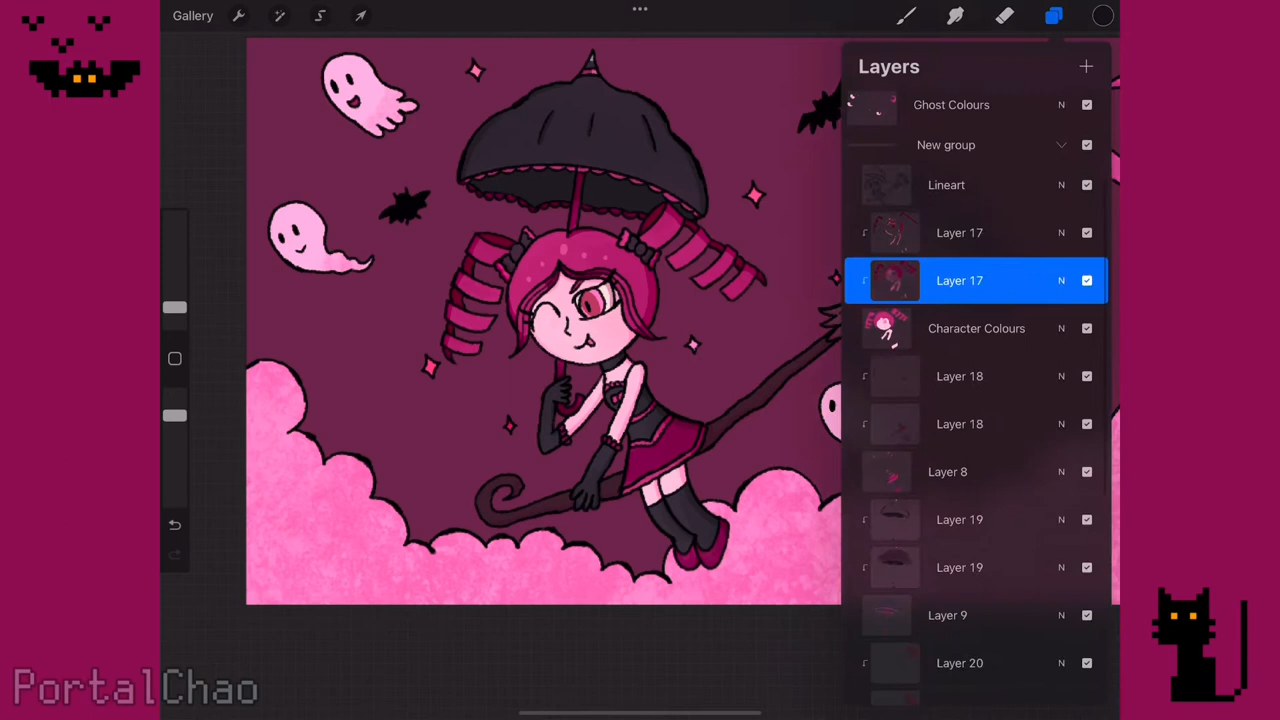 Gallery
Layers
Ghost Colours N
New group
Lineart N
Layer 17 N
Layer 17 N
Character Colours N
Layer 18 N
Layer 18 N
Layer 8 N
Layer 19 N
Layer 19 N
Layer 9 N
Layer 20 N
PortalChao